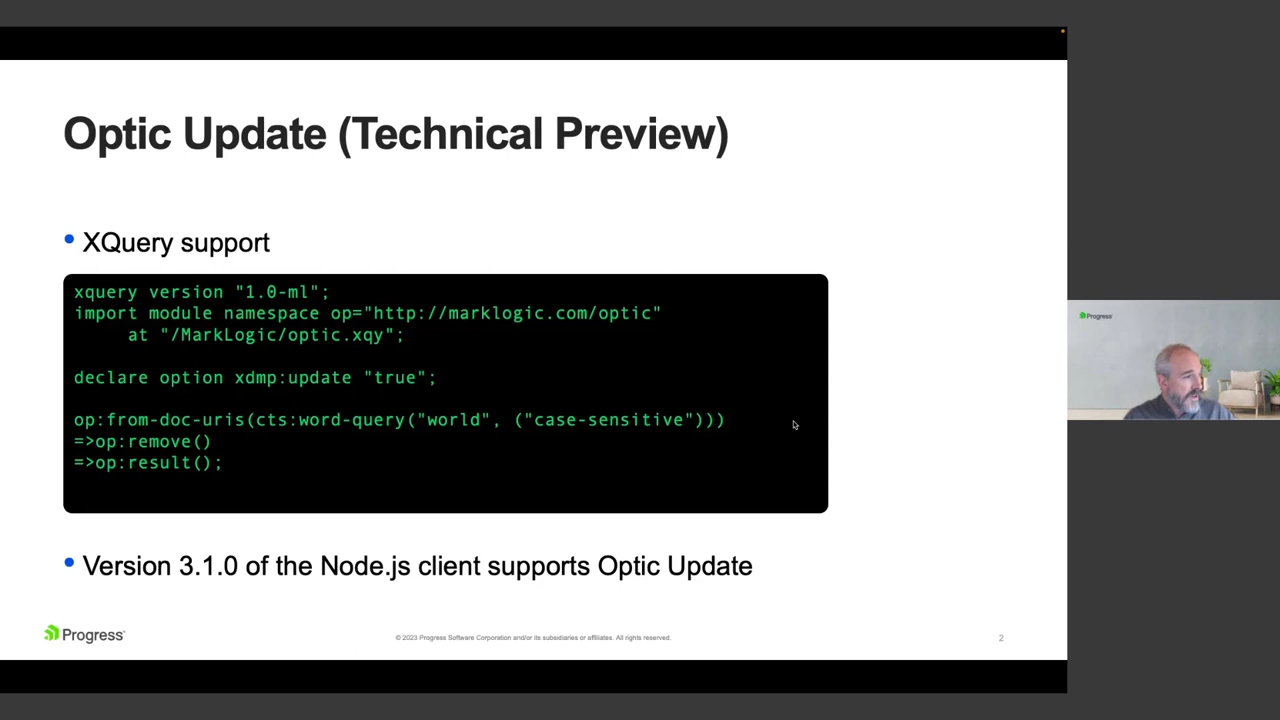 Optic Update (Technical Preview)
• XQuery support
xquery version "1.0-ml";
import module namespace op="http://marklogic.com/optic"
     at "/MarkLogic/optic.xqy";
declare option xdmp:update "true";
op:from-doc-uris(cts:word-query("world", ("case-sensitive")))
=>op:remove()
=>op:result();
• Version 3.1.0 of the Node.js client supports Optic Update
Progress
© 2023 Progress Software Corporation and/or its subsidiaries or affiliates. All rights reserved.
2
Progress